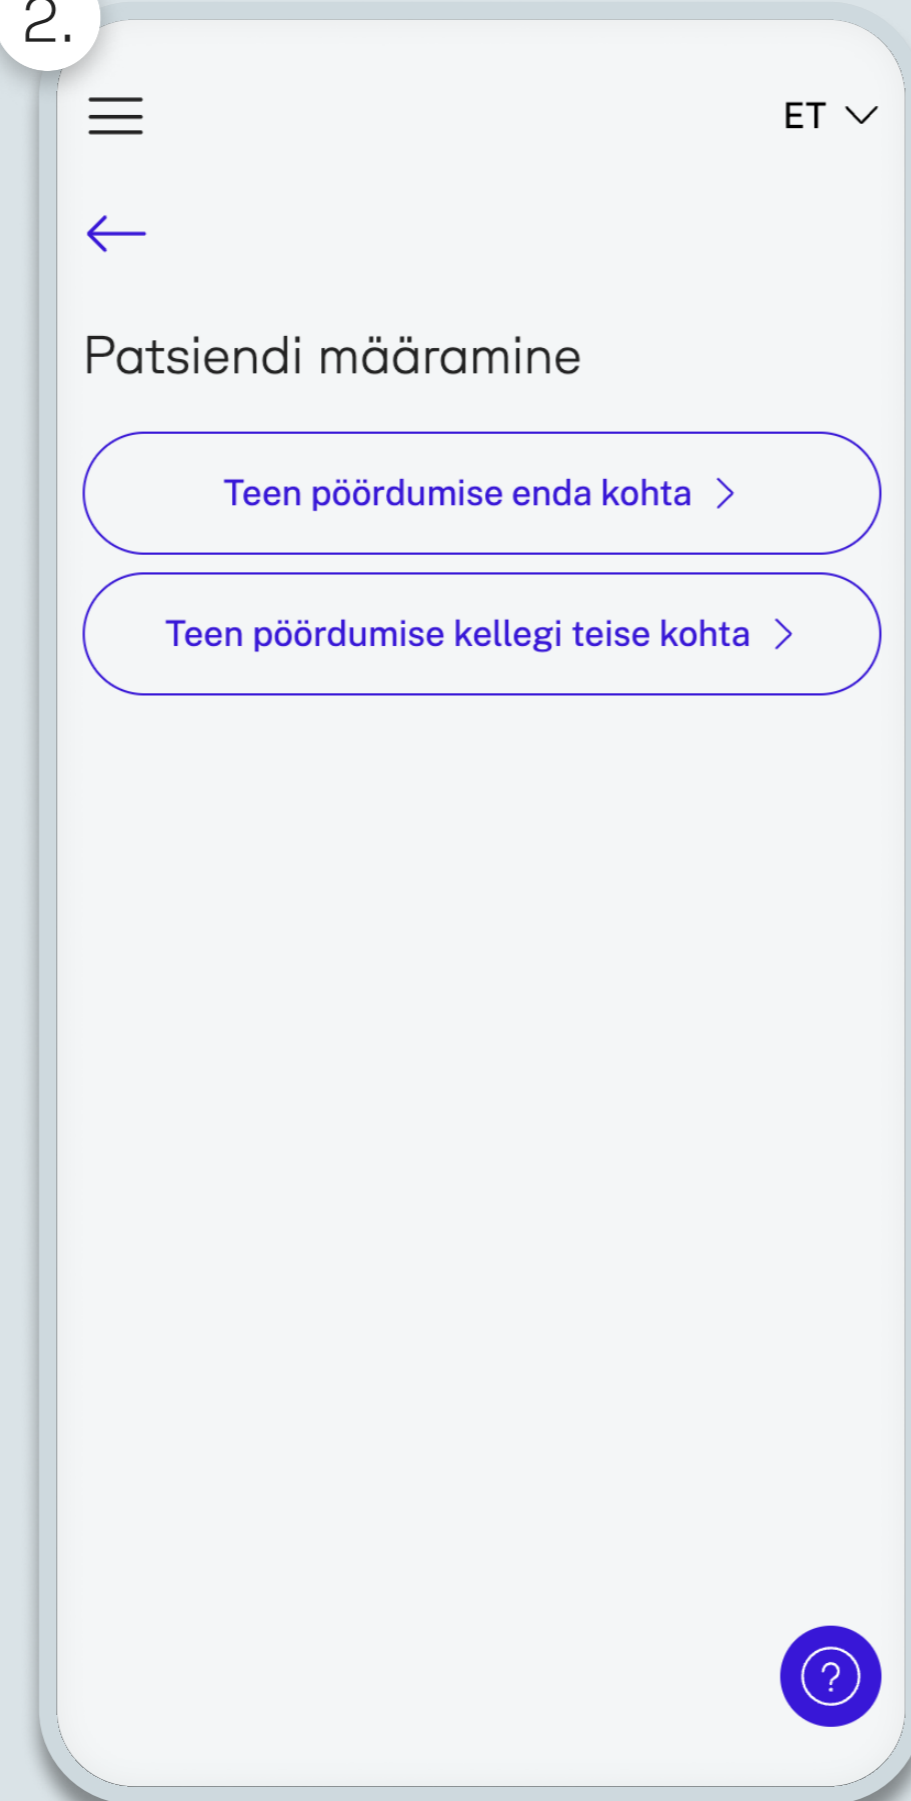 2.
ET
Patsiendi määramine
Teen pöördumise enda kohta
Teen pöördumise kellegi teise kohta
?